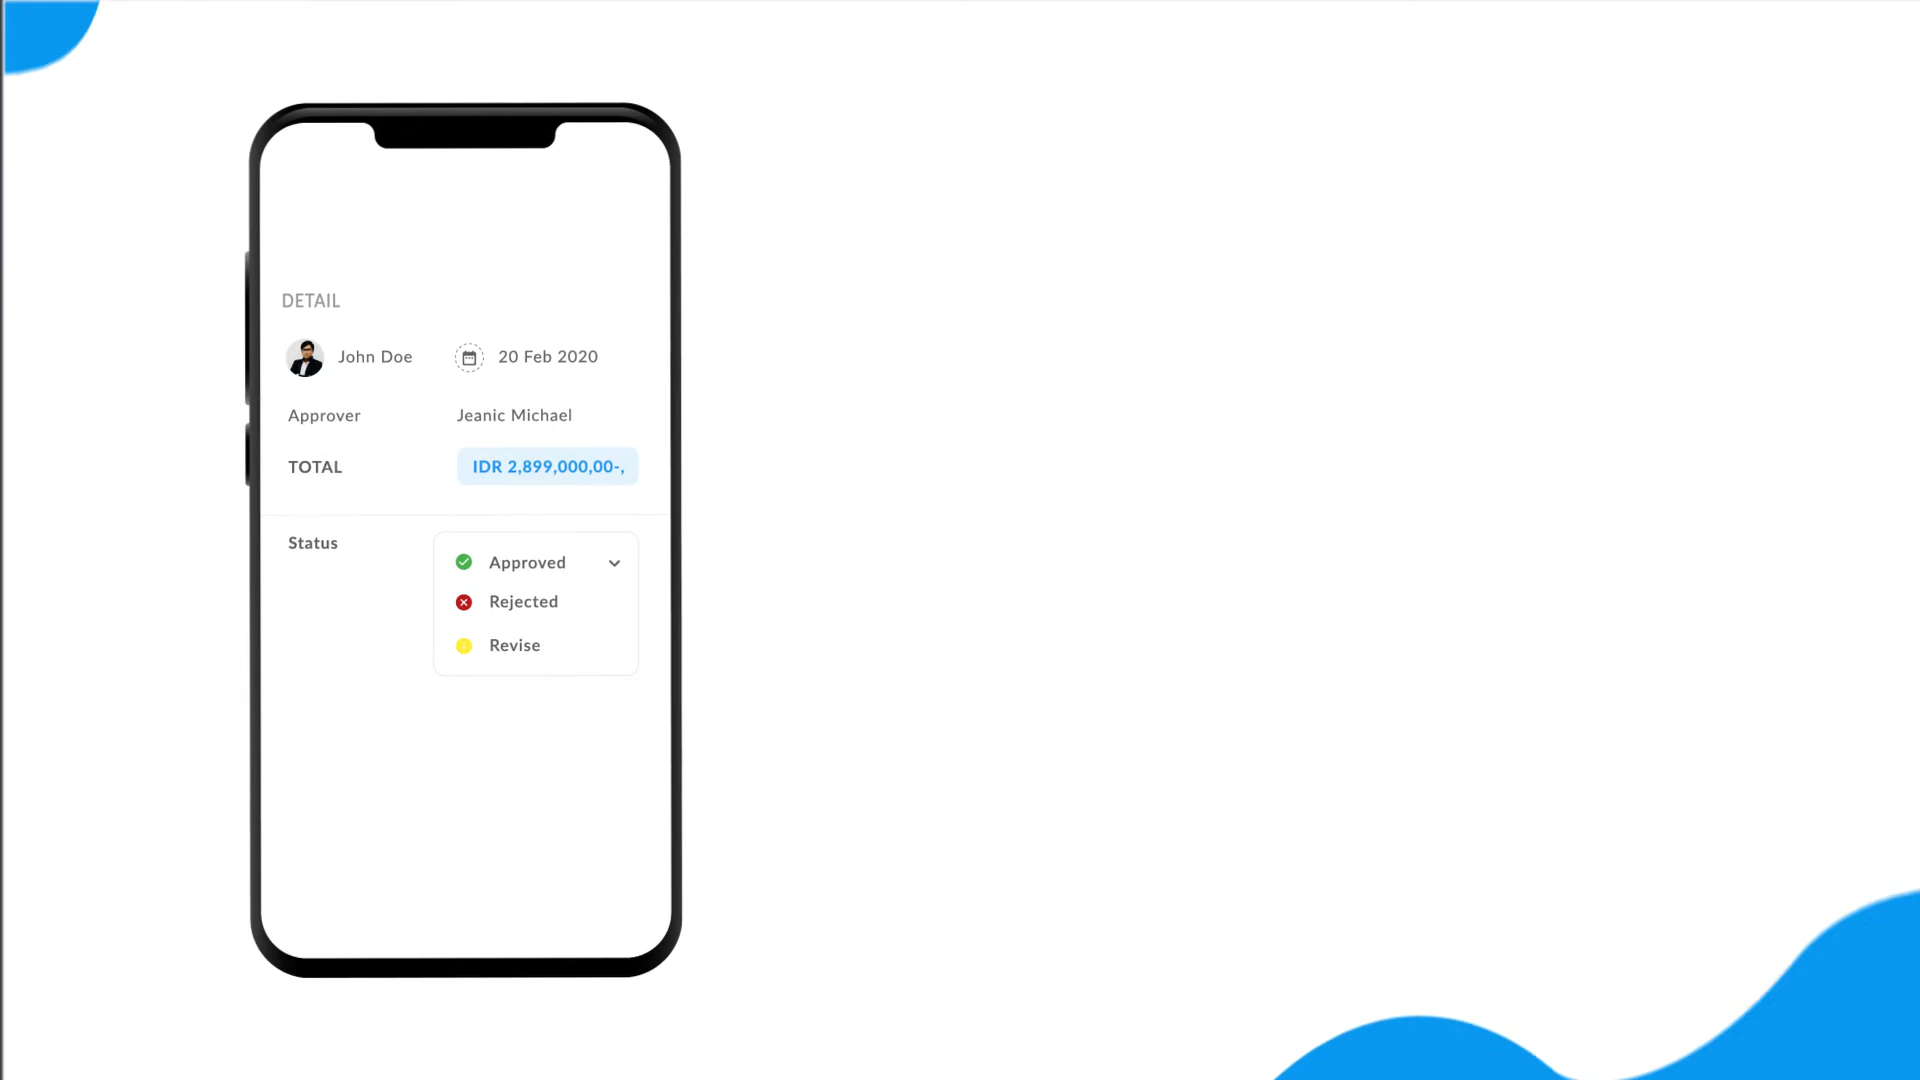 DETAIL
John Doe 20 Feb 2020
Approver Jeanic Michael
TOTAL IDR 2,899,000,00-,
Status
Approved
Rejected
Revise